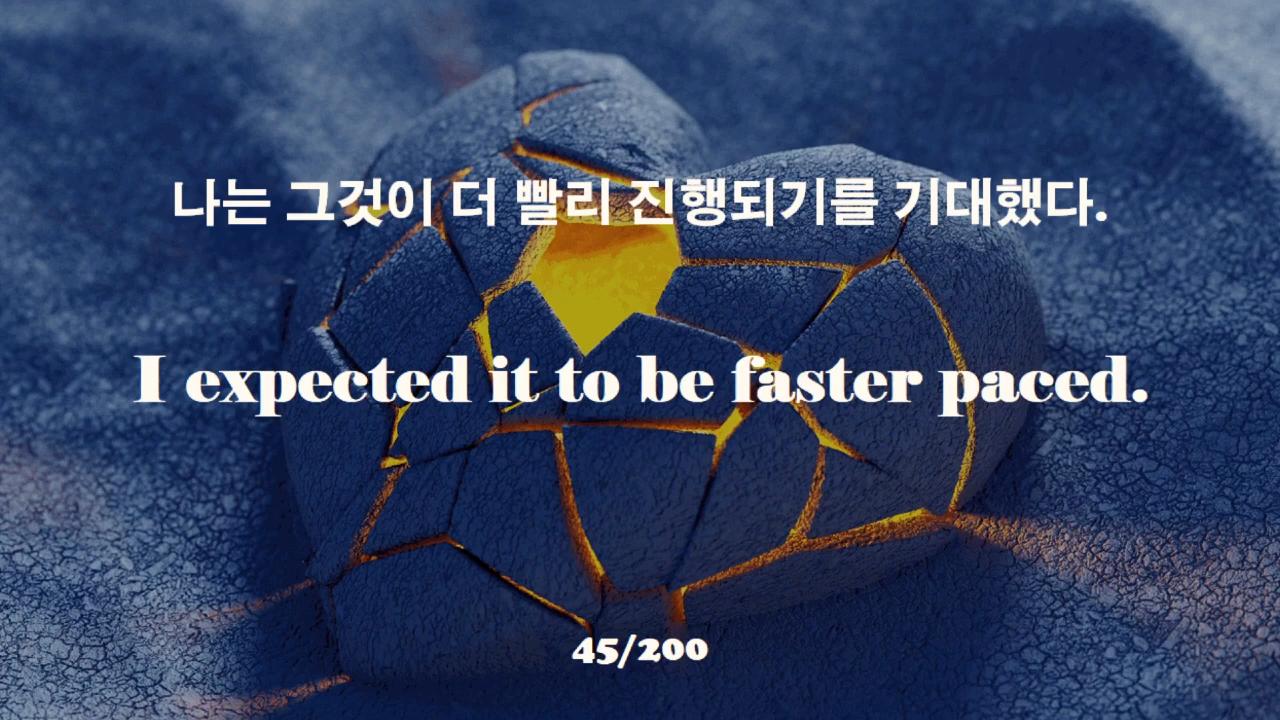 나는 그것이 더 빨리 진행되기를 기대했다.
I expected it to be faster paced.
45/200